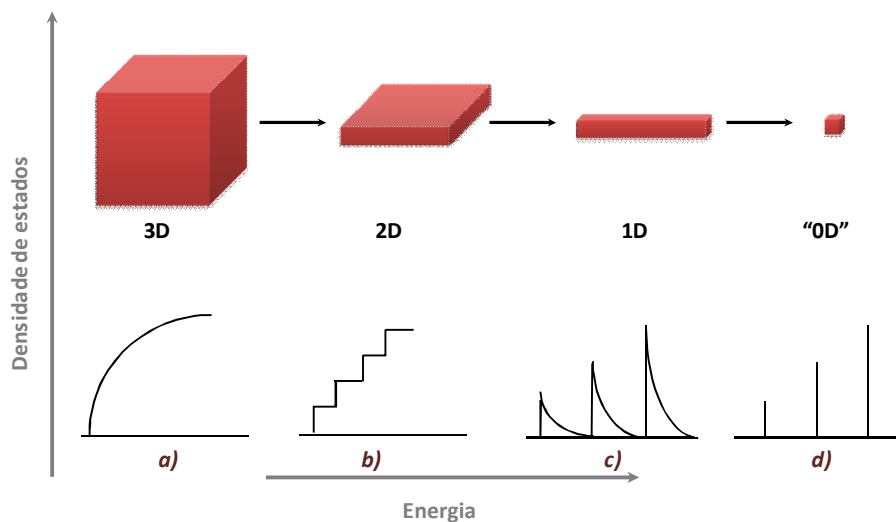 Densidade de estados
3D
2D
1D
“0D”
a)
b)
c)
d)
Energia